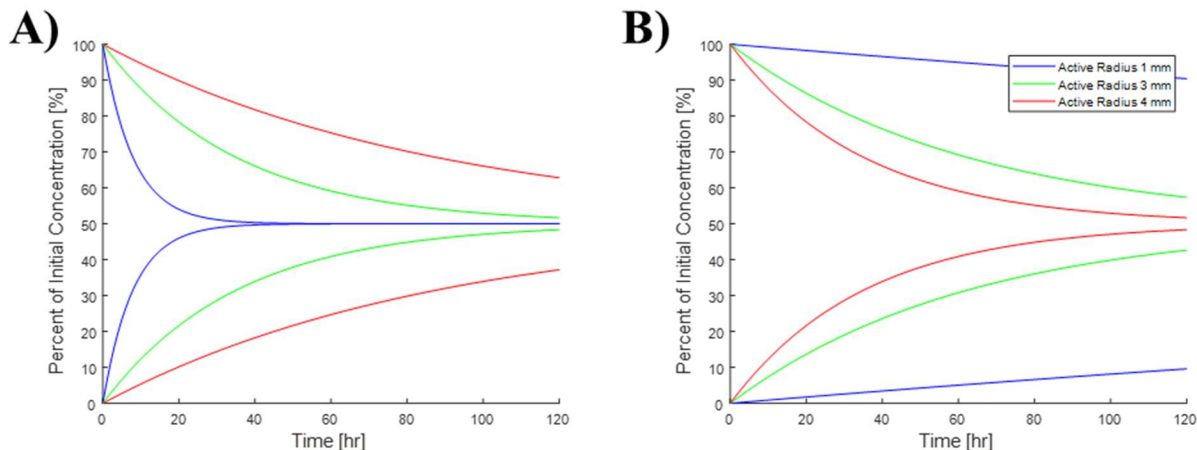 A)
Percent of Initial Concentration [%]
100
90
80
70
60
50
40
30
20
10
0
0 20 40 60 80 100 120
Time [hr]
B)
Percent of Initial Concentration [%]
100
90
80
70
60
50
40
30
20
10
0
Active Radius 1 mm
Active Radius 3 mm
Active Radius 4 mm
0 20 40 60 80 100 120
Time [hr]